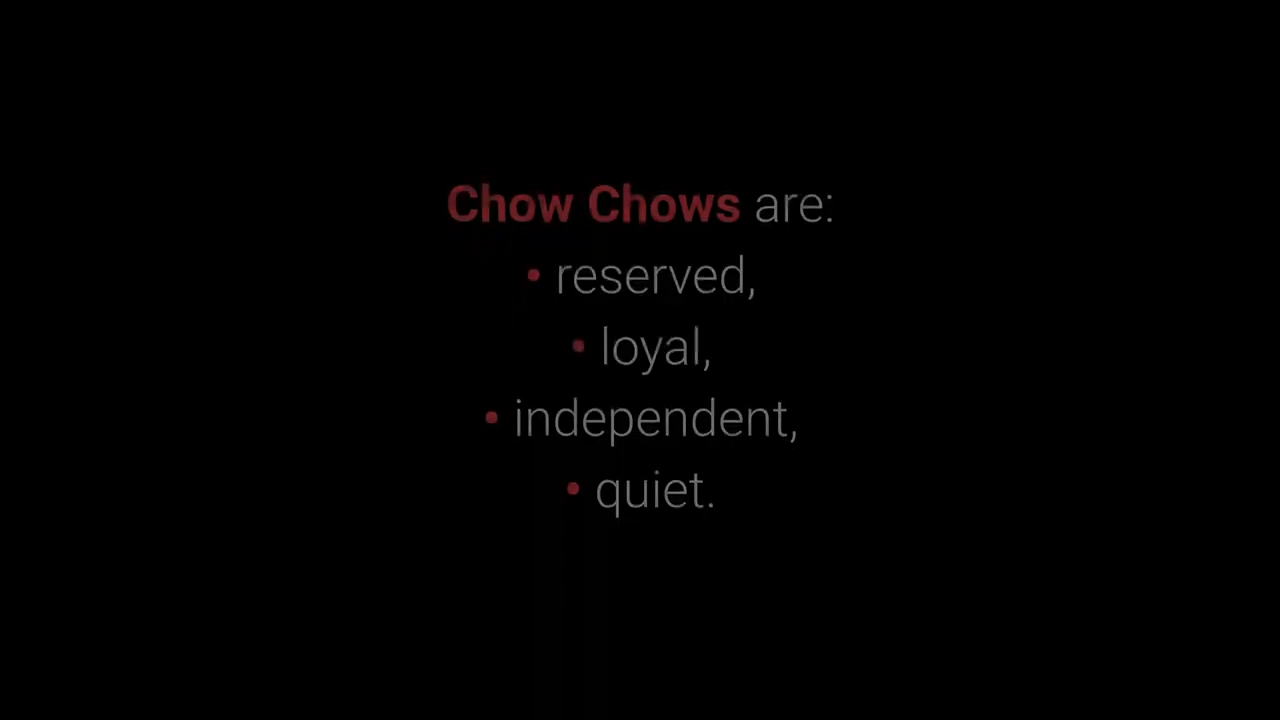 Chow Chows are:
• reserved,
• loyal,
• independent,
• quiet.